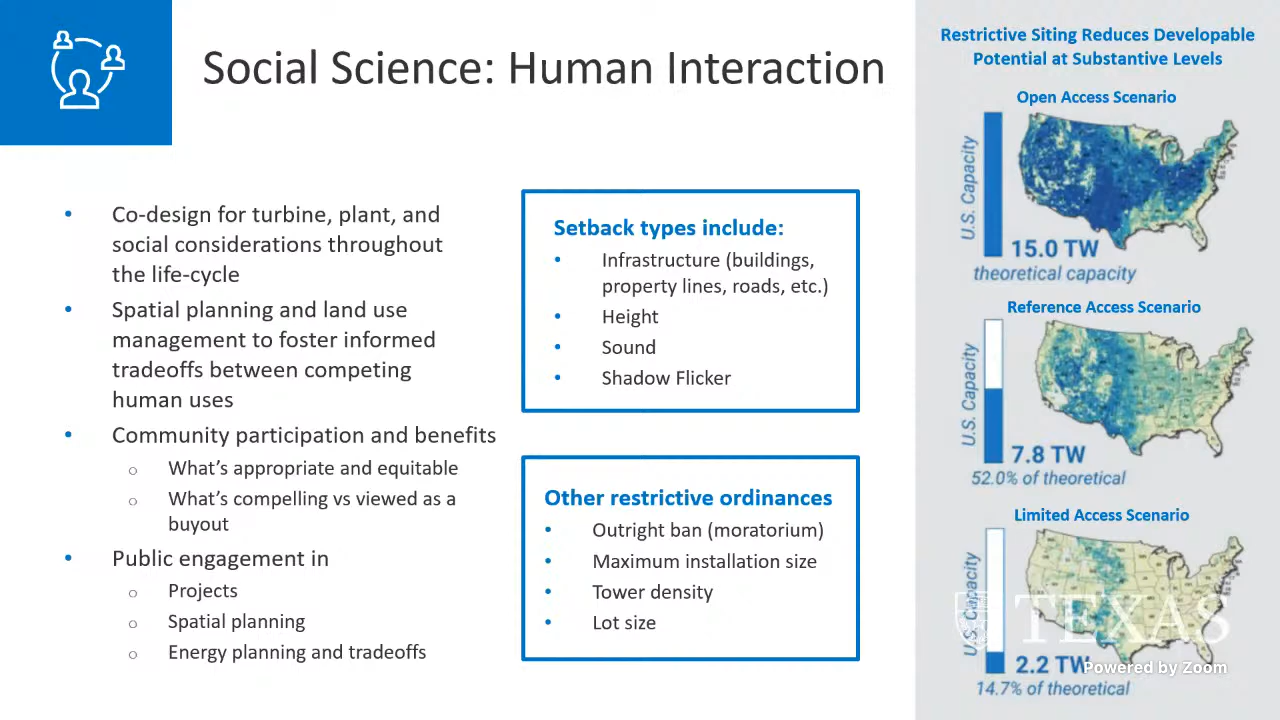 Social Science: Human Interaction
• Co-design for turbine, plant, and
social considerations throughout
the life-cycle
• Spatial planning and land use
management to foster informed
tradeoffs between competing
human uses
• Community participation and benefits
○ What's appropriate and equitable
○ What's compelling vs viewed as a
buyout
• Public engagement in
○ Projects
○ Spatial planning
○ Energy planning and tradeoffs
Setback types include:
• Infrastructure (buildings,
property lines, roads, etc.)
• Height
• Sound
• Shadow Flicker
Other restrictive ordinances
• Outright ban (moratorium)
• Maximum installation size
• Tower density
• Lot size
Restrictive Siting Reduces Developable
Potential at Substantive Levels
Open Access Scenario
U.S. Capacity
15.0 TW
theoretical capacity
Reference Access Scenario
U.S. Capacity
7.8 TW
52.0% of theoretical
Limited Access Scenario
U.S. Capacity
2.2 TW
14.7% of theoretical
TEXAS
Powered by Zoom